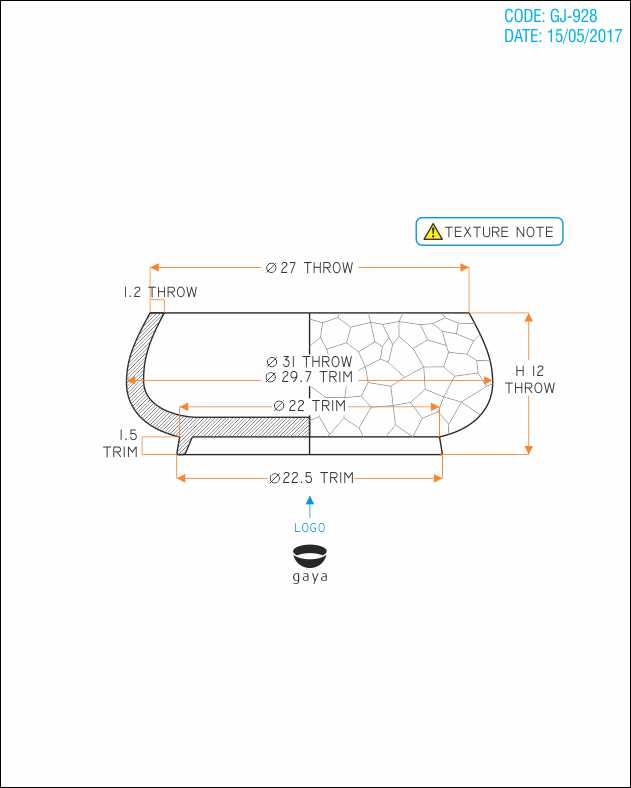 CODE: GJ-928
DATE: 15/05/2017
TEXTURE NOTE
⌀ 27 THROW
1.2 THROW
⌀ 31 THROW
⌀ 29.7 TRIM
H 12
THROW
⌀ 22 TRIM
1.5
TRIM
⌀ 22.5 TRIM
LOGO
gaya